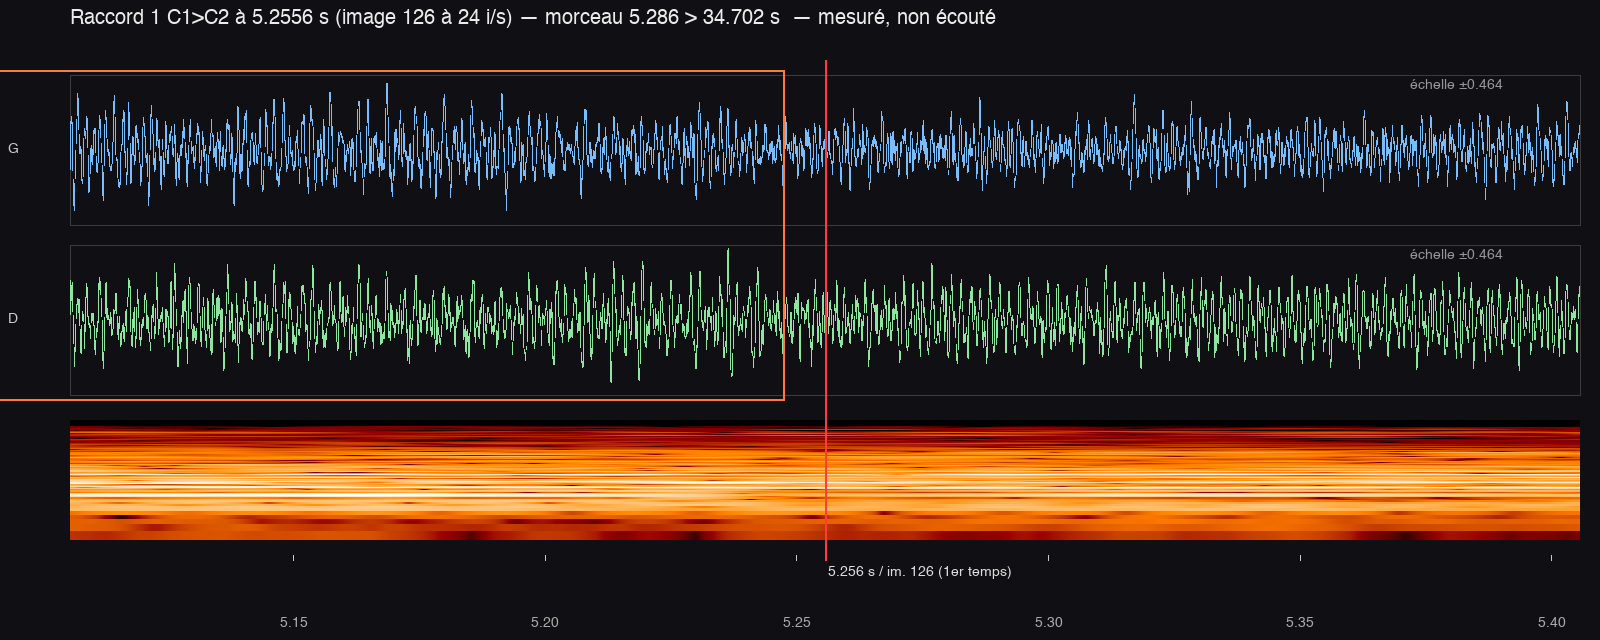 Raccord 1 C1>C2 à 5.2556 s (image 126 à 24 i/s) — morceau 5.286 > 34.702 s  — mesuré, non écouté
échelle ±0.464
G
échelle ±0.464
D
5.256 s / im. 126 (1er temps)
5.15 5.20 5.25 5.30 5.35 5.40